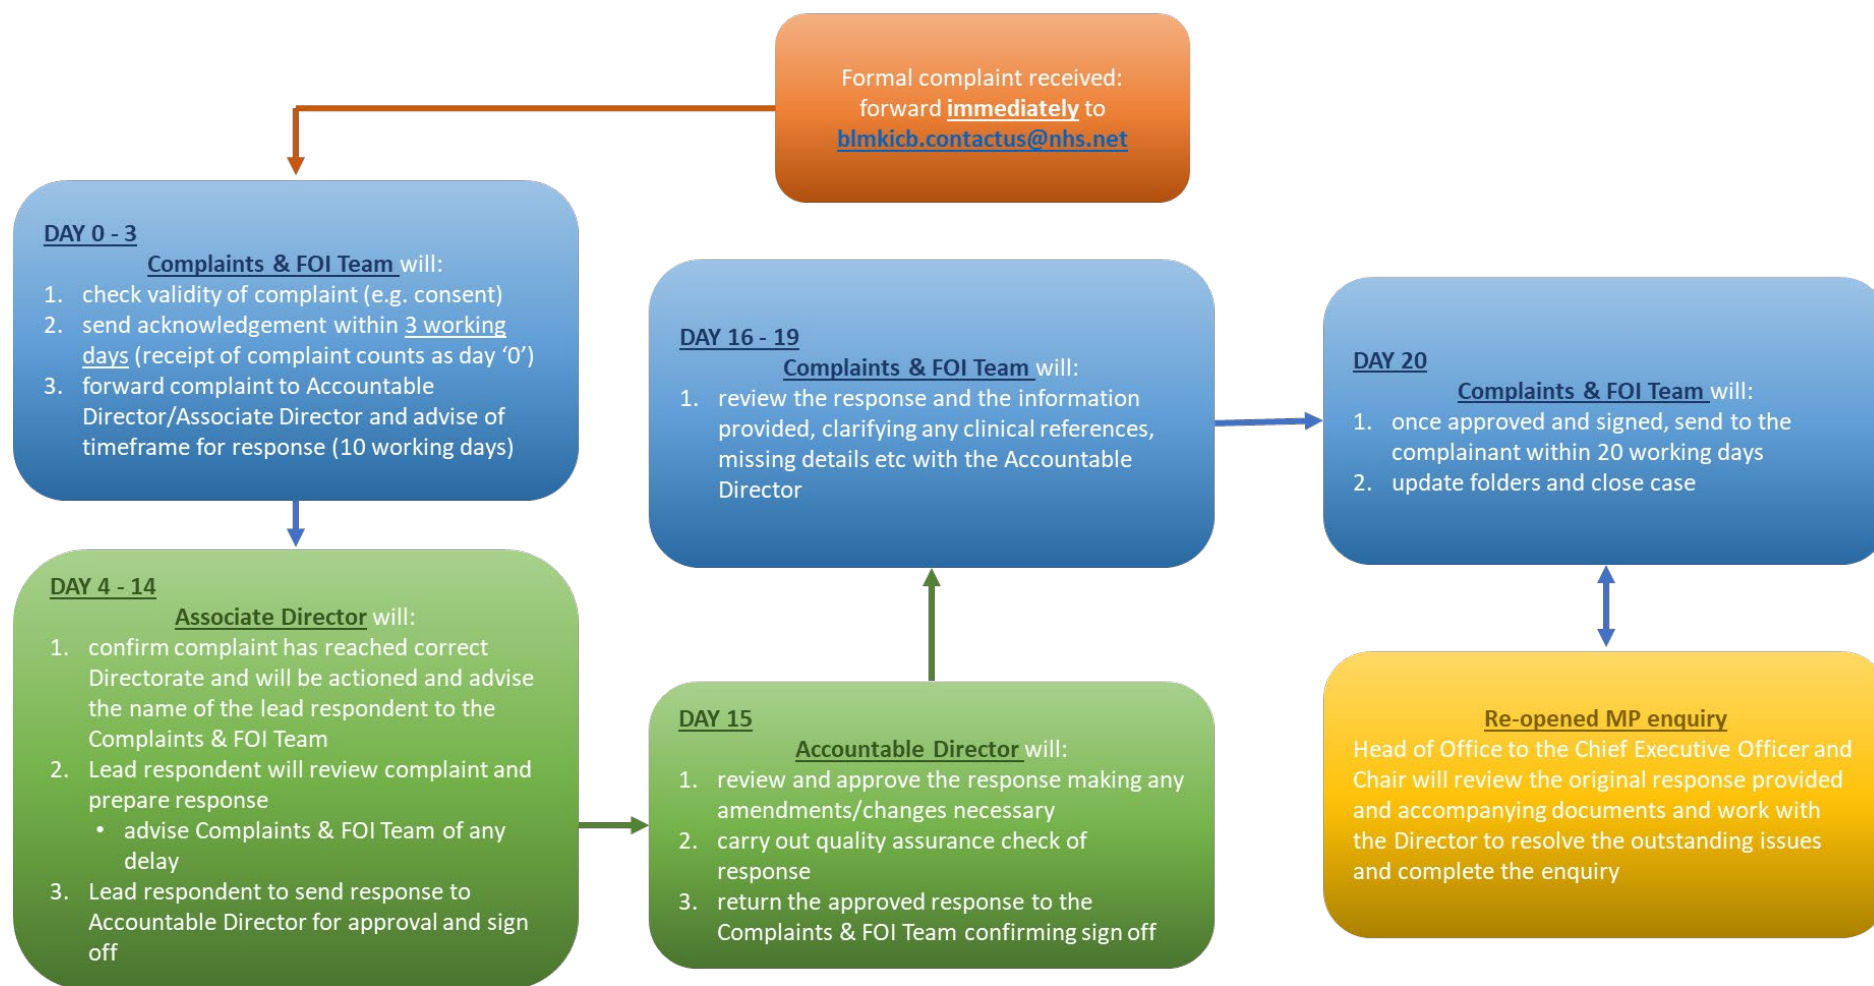 Formal complaint received:
forward immediately to
blmkicb.contactus@nhs.net
DAY 0 - 3
Complaints & FOI Team will:
1. check validity of complaint (e.g. consent)
2. send acknowledgement within 3 working
days (receipt of complaint counts as day ‘0’)
3. forward complaint to Accountable
Director/Associate Director and advise of
timeframe for response (10 working days)
DAY 4 - 14
Associate Director will:
1. confirm complaint has reached correct
Directorate and will be actioned and advise
the name of the lead respondent to the
Complaints & FOI Team
2. Lead respondent will review complaint and
prepare response
• advise Complaints & FOI Team of any
delay
3. Lead respondent to send response to
Accountable Director for approval and sign
off
DAY 15
Accountable Director will:
1. review and approve the response making any
amendments/changes necessary
2. carry out quality assurance check of
response
3. return the approved response to the
Complaints & FOI Team confirming sign off
DAY 16 - 19
Complaints & FOI Team will:
1. review the response and the information
provided, clarifying any clinical references,
missing details etc with the Accountable
Director
DAY 20
Complaints & FOI Team will:
1. once approved and signed, send to the
complainant within 20 working days
2. update folders and close case
Re-opened MP enquiry
Head of Office to the Chief Executive Officer and
Chair will review the original response provided
and accompanying documents and work with
the Director to resolve the outstanding issues
and complete the enquiry